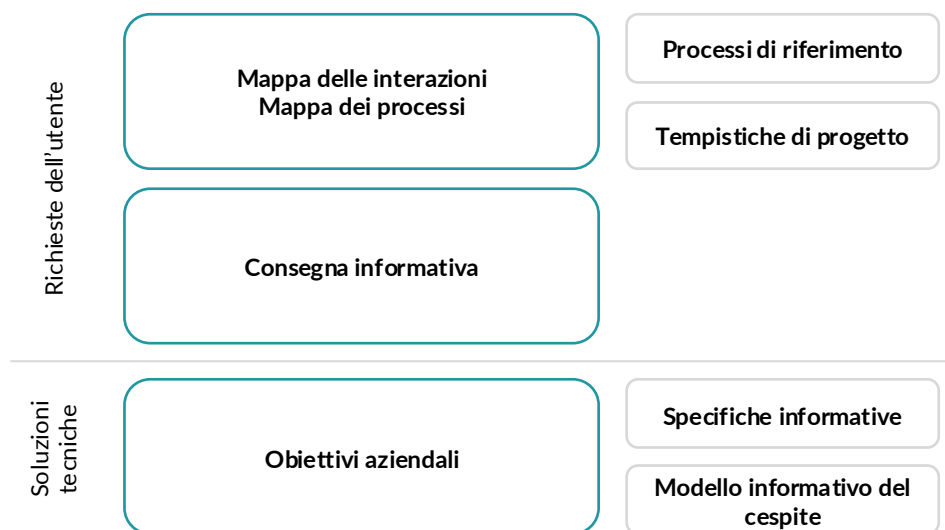 Richieste dell'utente
Mappa delle interazioni
Mappa dei processi
Processi di riferimento
Tempistiche di progetto
Consegna informativa
Soluzioni
tecniche
Obiettivi aziendali
Specifiche informative
Modello informativo del
cespite